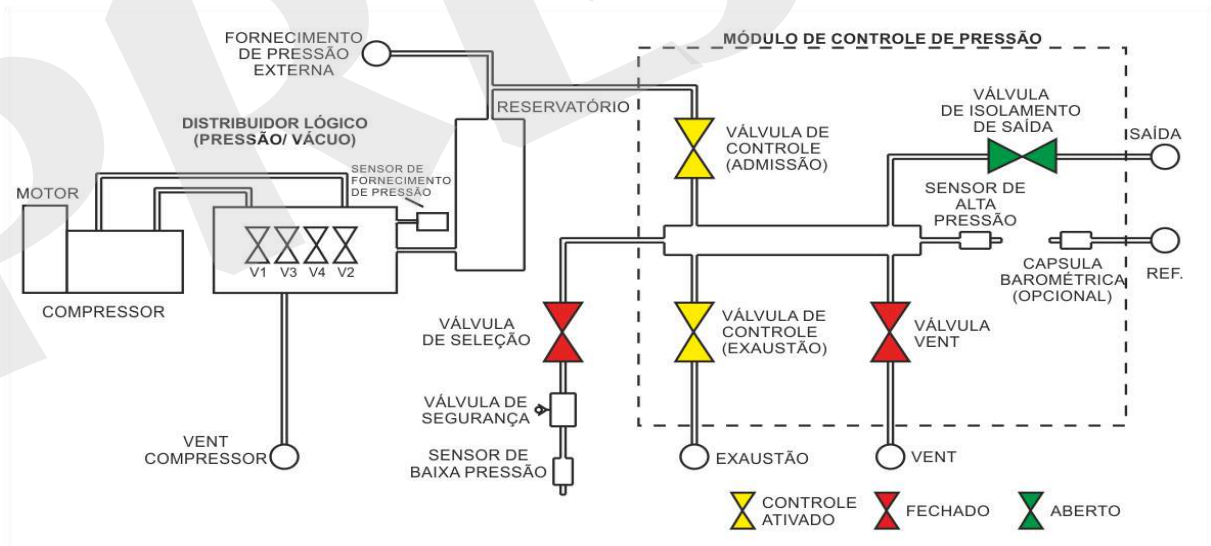 FORNECIMENTO
DE PRESSÃO
EXTERNA
MÓDULO DE CONTROLE DE PRESSÃO
RESERVATÓRIO
DISTRIBUIDOR LÓGICO
(PRESSÃO/ VÁCUO)
SENSOR DE
FORNECIMENTO
DE PRESSÃO
MOTOR
V1 V3 V4 V2
COMPRESSOR
VÁLVULA DE
CONTROLE
(ADMISSÃO)
VÁLVULA
DE ISOLAMENTO
DE SAÍDA
SAÍDA
SENSOR DE
ALTA
PRESSÃO
CAPSULA
BAROMÉTRICA
(OPCIONAL)
REF.
VÁLVULA
DE SELEÇÃO
VÁLVULA DE
CONTROLE
(EXAUSTÃO)
VÁLVULA
VENT
VÁLVULA DE
SEGURANÇA
SENSOR DE
BAIXA PRESSÃO
VENT
COMPRESSOR
EXAUSTÃO
VENT
CONTROLE
ATIVADO
FECHADO
ABERTO